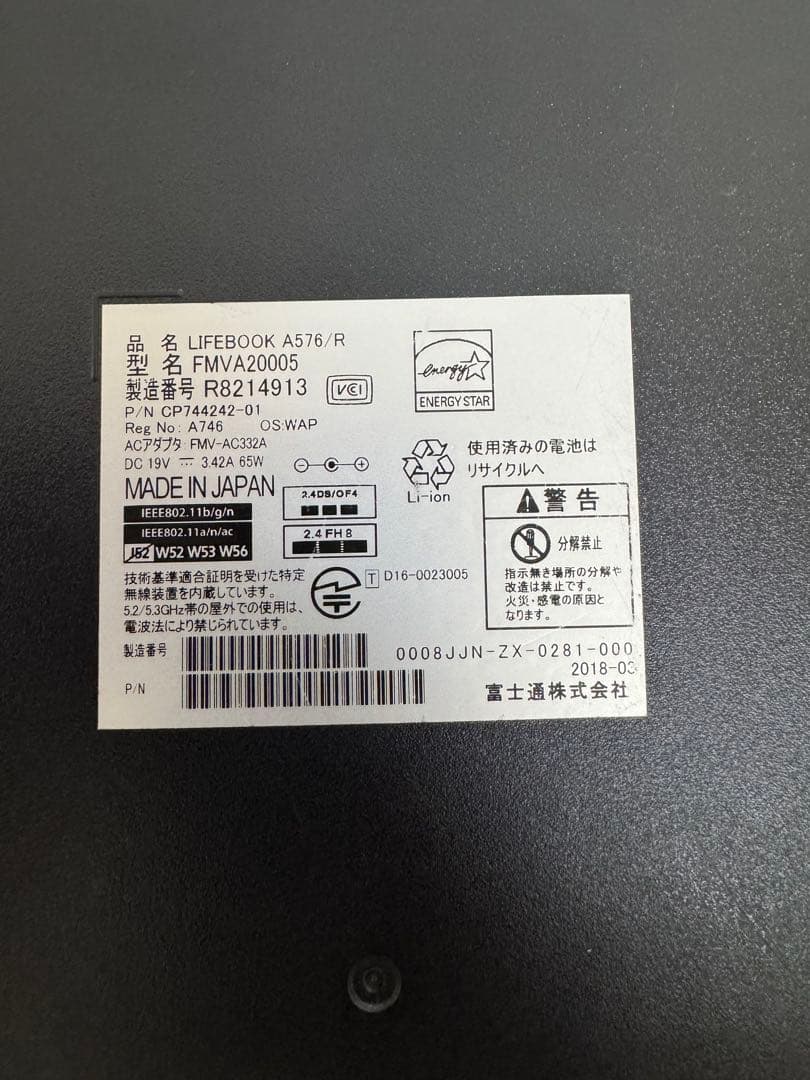 品 名 LIFEBOOK A576/R
型 名 FMVA20005
製造番号 R8214913
VCCI
P/N CP744242-01
Reg No: A746 OS:WAP
ACアダプタ FMV-AC332A
DC 19V 3.42A 65W
MADE IN JAPAN
IEEE802.11b/g/n
IEEE802.11a/n/ac
J52 W52 W53 W56
2.4DS/OF4
2.4 FH 8
energy
ENERGY STAR
使用済みの電池は
リサイクルへ
Li-ion
警告
分解禁止
指示無き場所の分解や
改造は禁止です。
火災・感電の原因と
なります。
技術基準適合証明を受けた特定
無線装置を内蔵しています。
5.2/5.3GHz帯の屋外での使用は、
電波法により禁じられています。
T D16-0023005
製造番号
P/N
0008JJN-ZX-0281-000
2018-03
富士通株式会社